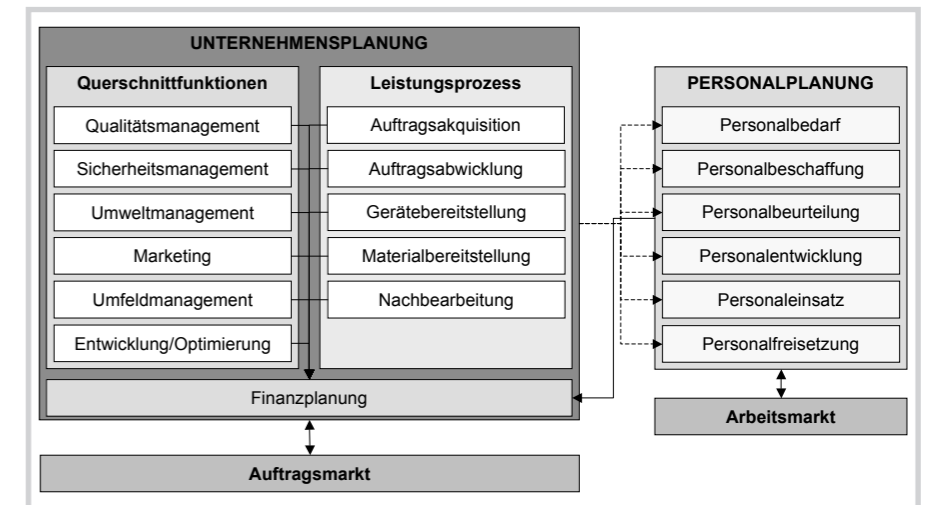 UNTERNEHMENSPLANUNG
Querschnittfunktionen
Qualitätsmanagement
Sicherheitsmanagement
Umweltmanagement
Marketing
Umfeldmanagement
Entwicklung/Optimierung
Leistungsprozess
Auftragsakquisition
Auftragsabwicklung
Gerätebereitstellung
Materialbereitstellung
Nachbearbeitung
Finanzplanung
Auftragsmarkt
PERSONALPLANUNG
Personalbedarf
Personalbeschaffung
Personalbeurteilung
Personalentwicklung
Personaleinsatz
Personalfreisetzung
Arbeitsmarkt